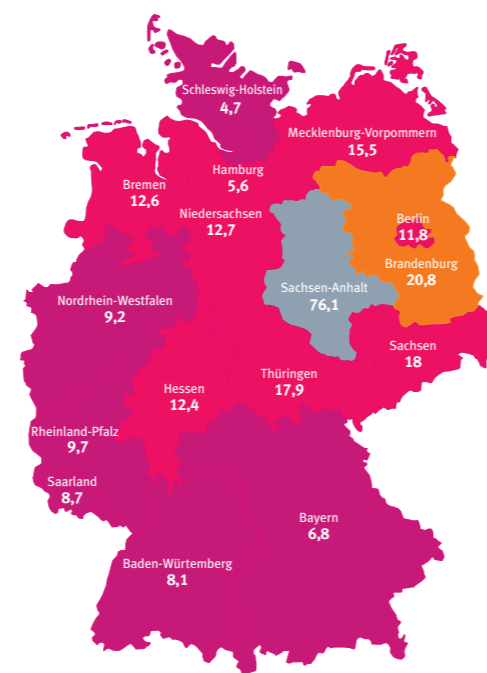 Schleswig-Holstein
4,7
Mecklenburg-Vorpommern
15,5
Hamburg
5,6
Bremen
12,6
Niedersachsen
12,7
Berlin
11,8
Brandenburg
20,8
Sachsen-Anhalt
76,1
Nordrhein-Westfalen
9,2
Sachsen
18
Thüringen
17,9
Hessen
12,4
Rheinland-Pfalz
9,7
Saarland
8,7
Bayern
6,8
Baden-Würtemberg
8,1